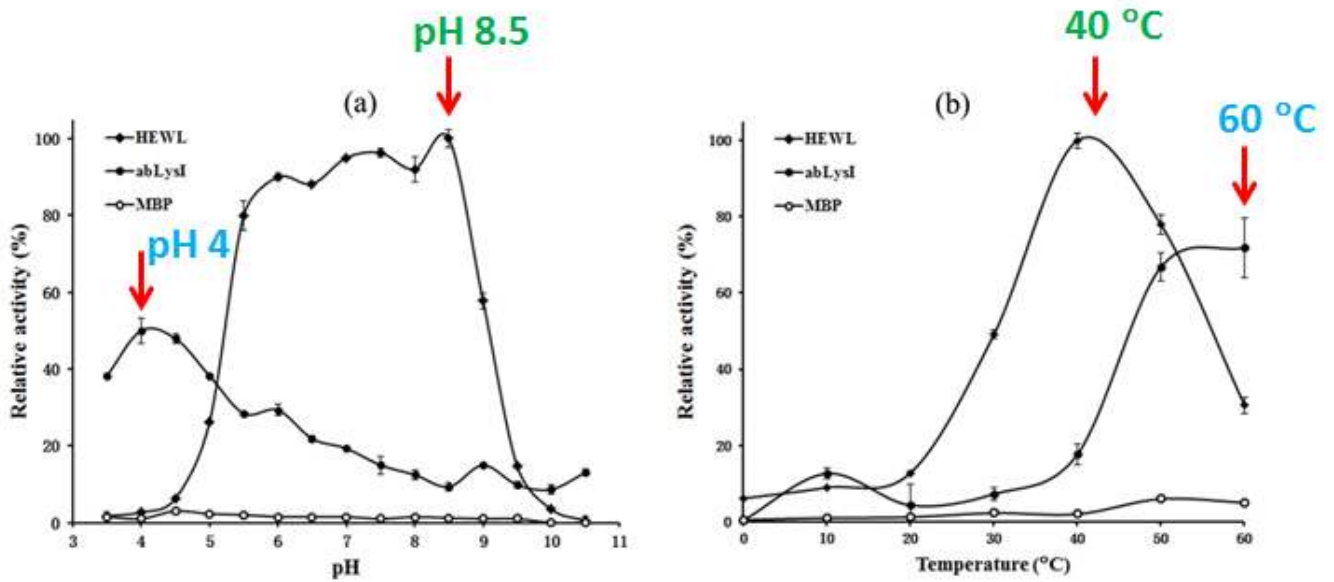 pH 8.5
40 °C
(a)
(b)
60 °C
HEWL
abLysI
MBP
HEWL
abLysI
MBP
pH 4
Relative activity (%)
100
80
60
40
20
0
3 4 5 6 7 8 9 10 11
pH
Relative activity (%)
100
80
60
40
20
0
0 10 20 30 40 50 60
Temperature (°C)